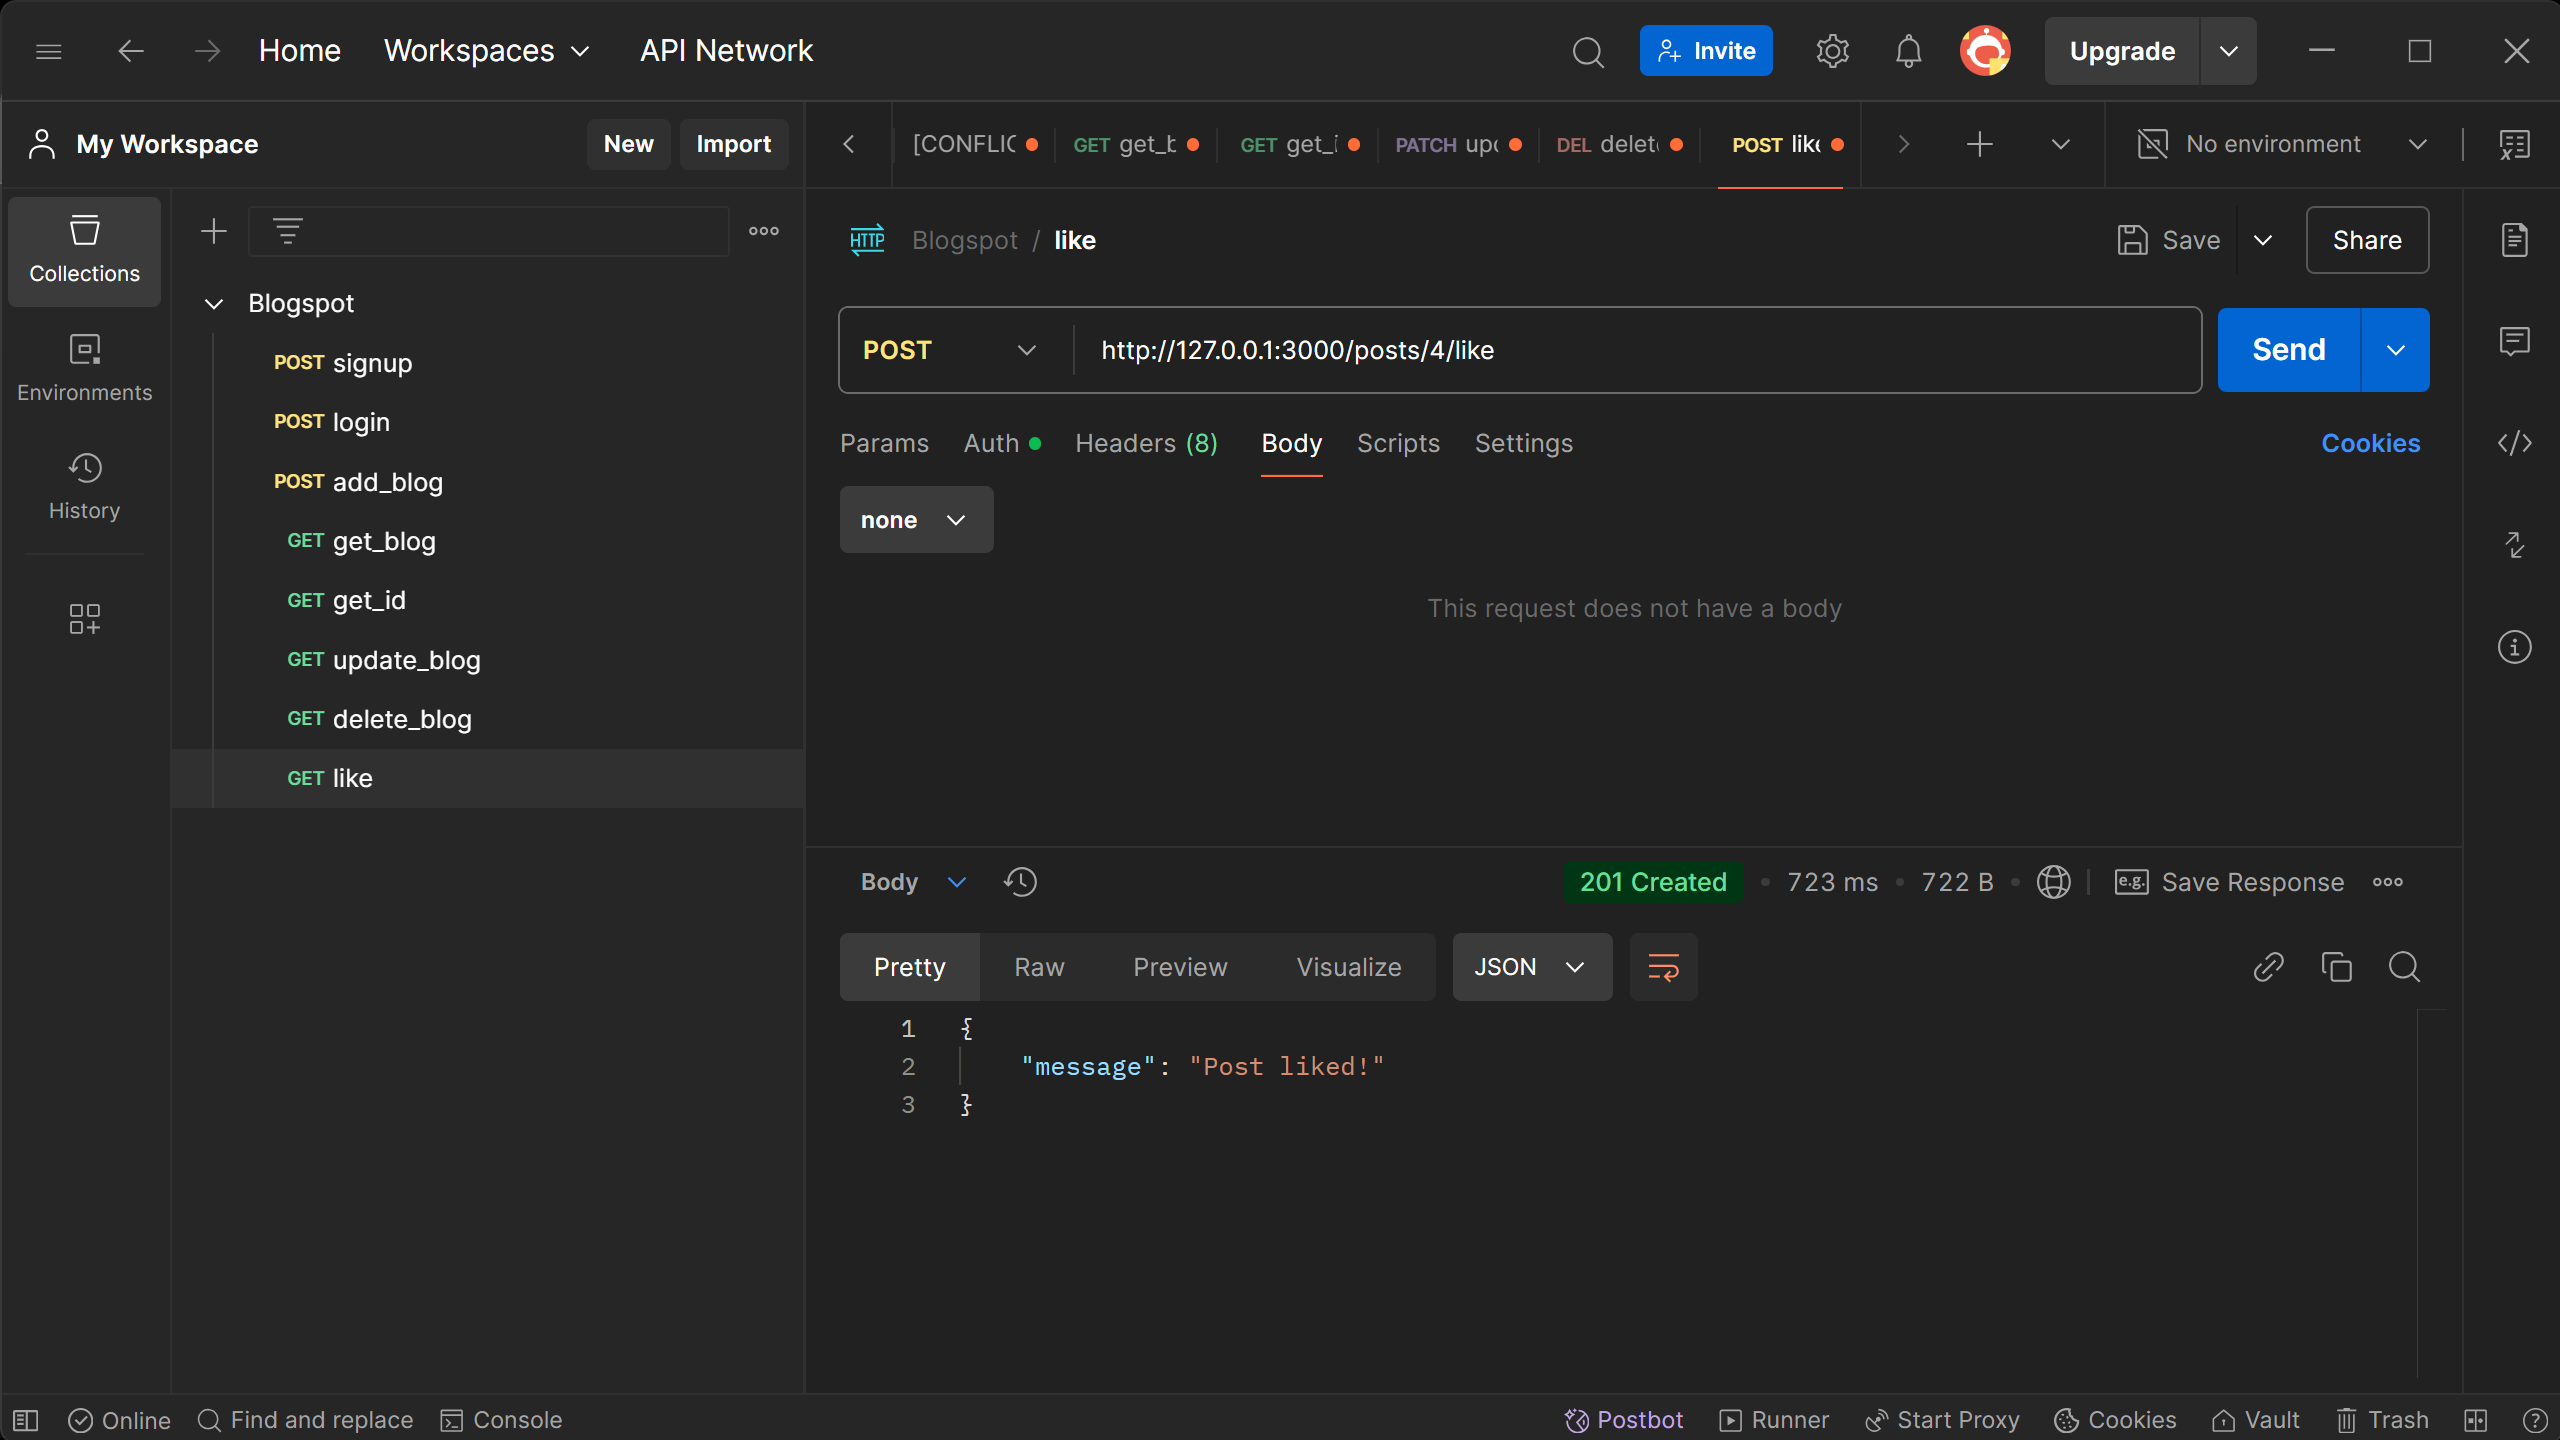 Home Workspaces API Network Invite Upgrade
My Workspace New Import
[CONFLIC GET get_b GET get_i PATCH upd DEL delet POST lik No environment
Collections
Environments
History
Blogspot
POST signup
POST login
POST add_blog
GET get_blog
GET get_id
GET update_blog
GET delete_blog
GET like
HTTP Blogspot / like Save Share
POST http://127.0.0.1:3000/posts/4/like Send
Params Auth Headers (8) Body Scripts Settings Cookies
none
This request does not have a body
Body 201 Created 723 ms 722 B e.g. Save Response
Pretty Raw Preview Visualize JSON
1 {
2 "message": "Post liked!"
3 }
Online Find and replace Console Postbot Runner Start Proxy Cookies Vault Trash